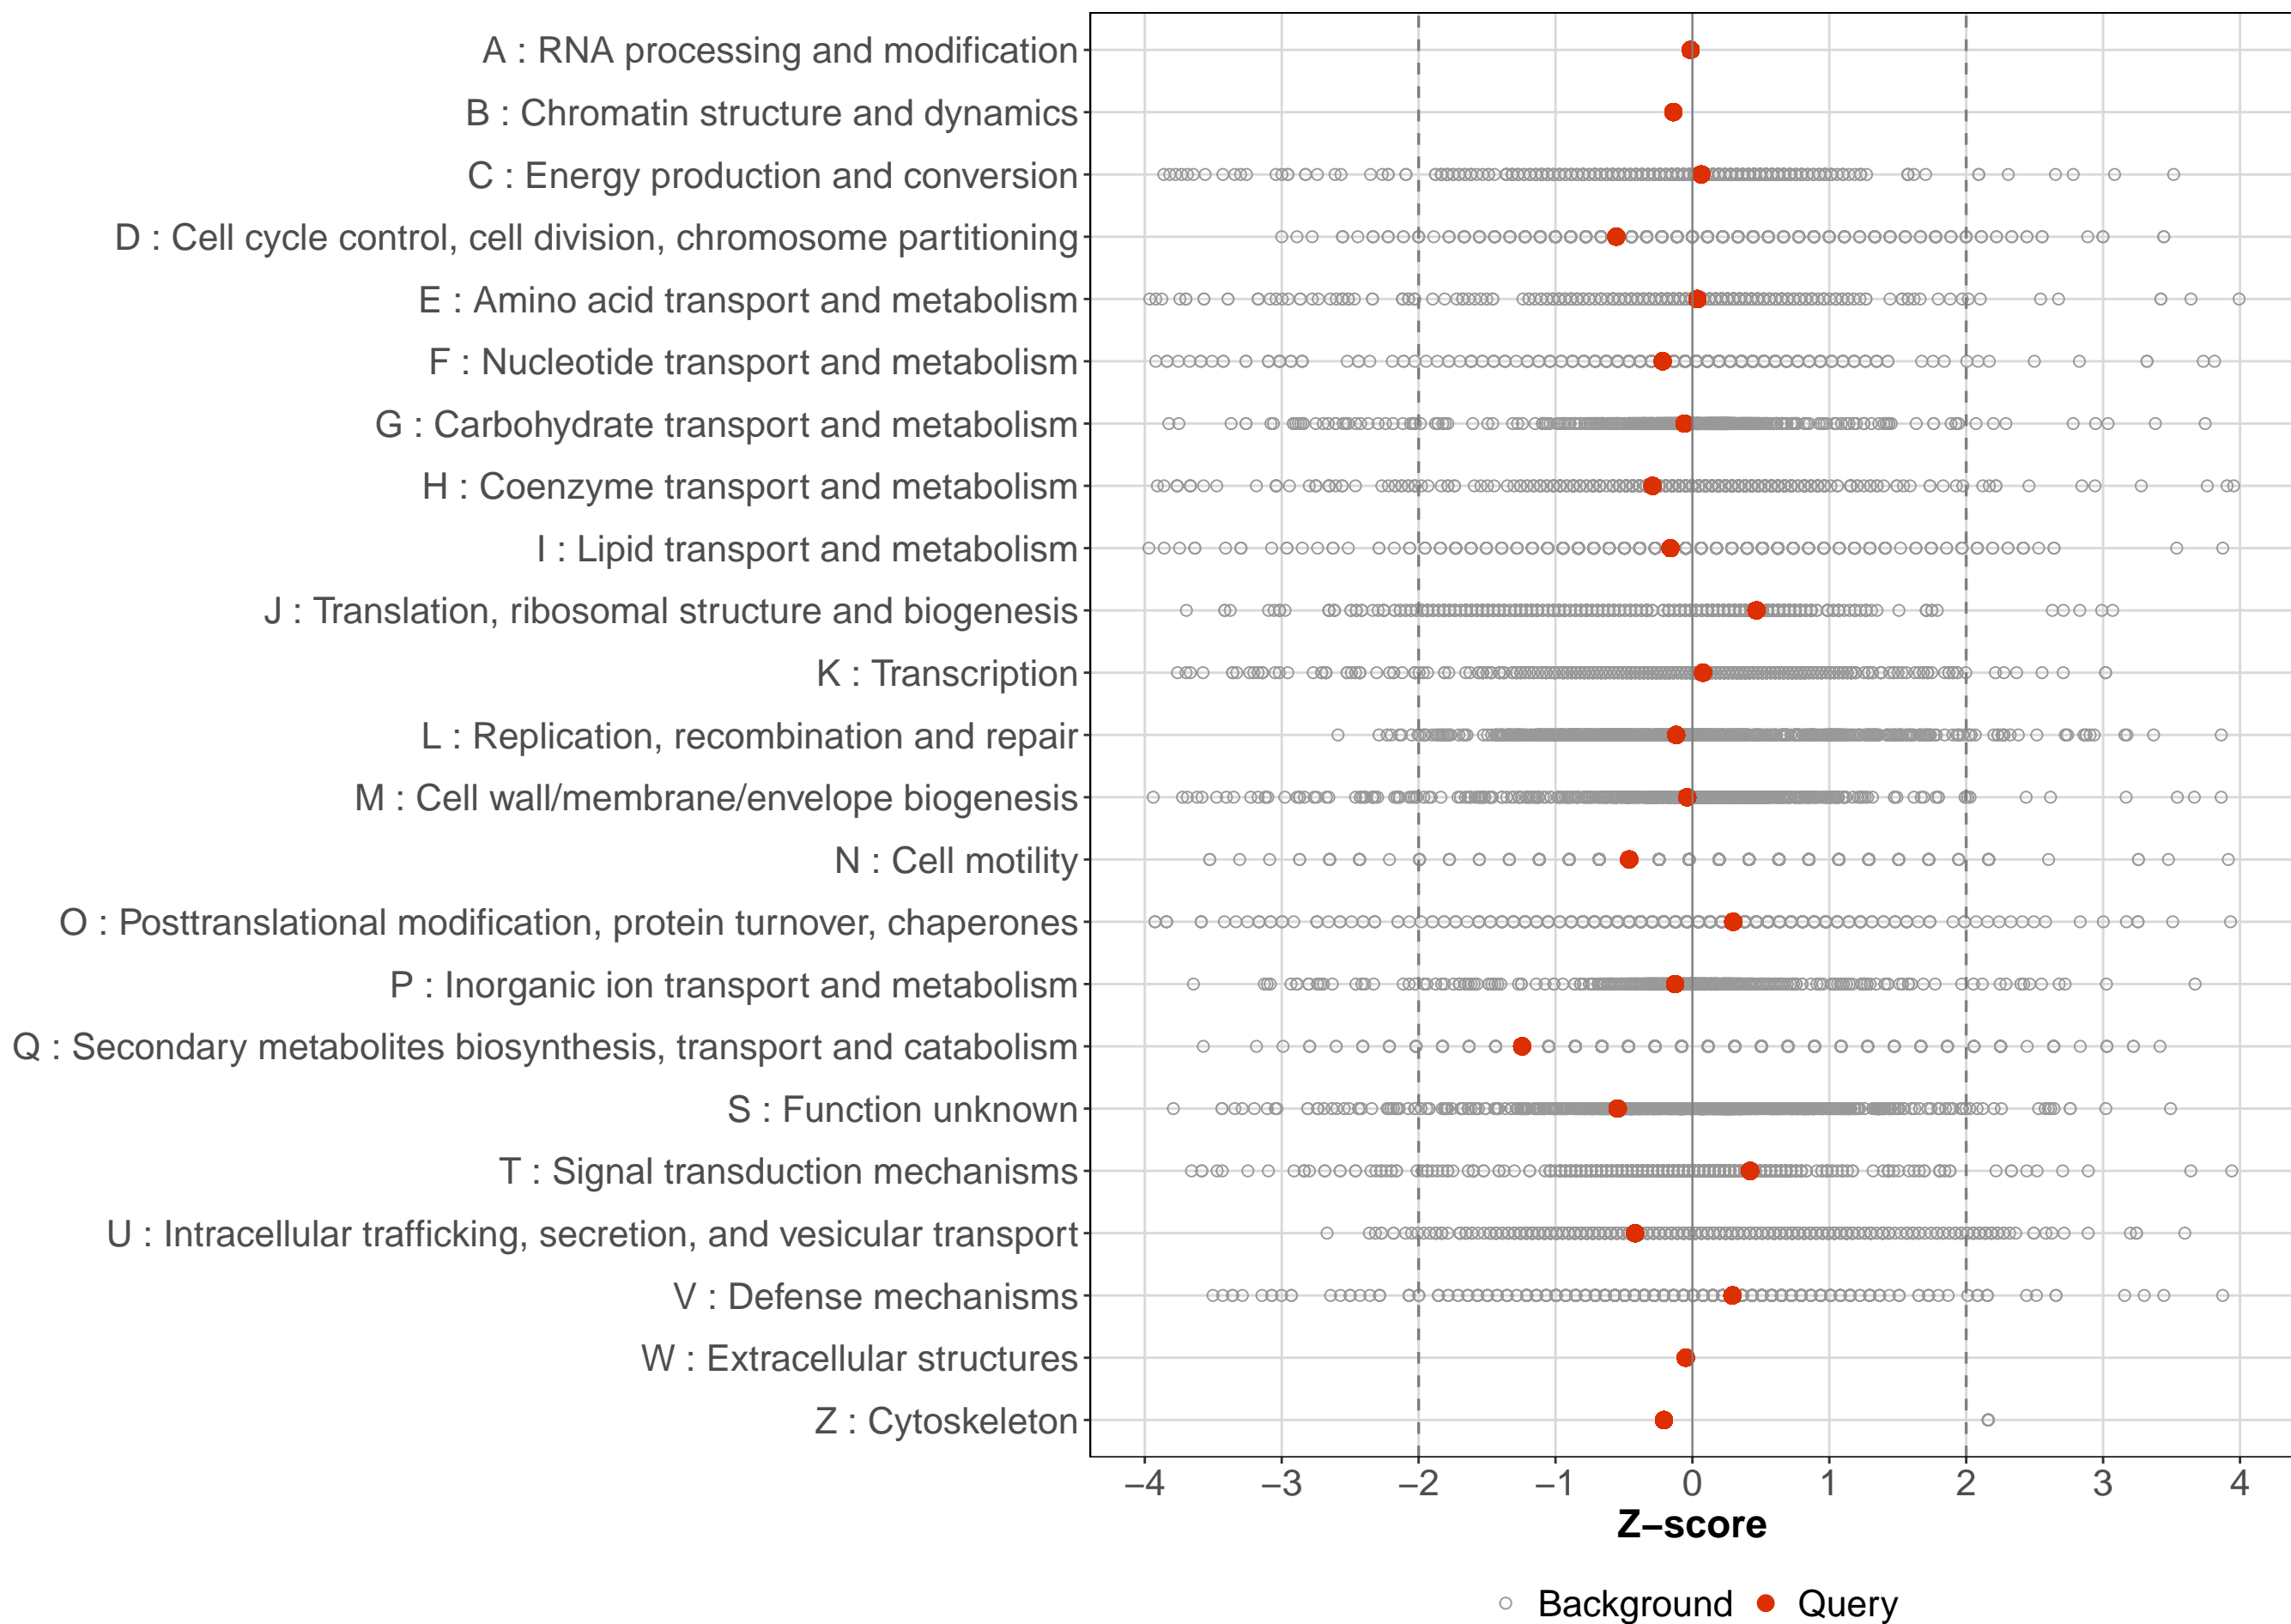 A : RNA processing and modification
B : Chromatin structure and dynamics
C : Energy production and conversion
D : Cell cycle control, cell division, chromosome partitioning
E : Amino acid transport and metabolism
F : Nucleotide transport and metabolism
G : Carbohydrate transport and metabolism
H : Coenzyme transport and metabolism
I : Lipid transport and metabolism
J : Translation, ribosomal structure and biogenesis
K : Transcription
L : Replication, recombination and repair
M : Cell wall/membrane/envelope biogenesis
N : Cell motility
O : Posttranslational modification, protein turnover, chaperones
P : Inorganic ion transport and metabolism
Q : Secondary metabolites biosynthesis, transport and catabolism
S : Function unknown
T : Signal transduction mechanisms
U : Intracellular trafficking, secretion, and vesicular transport
V : Defense mechanisms
W : Extracellular structures
Z : Cytoskeleton
−4 −3 −2 −1 0 1 2 3 4
Z−score
Background Query